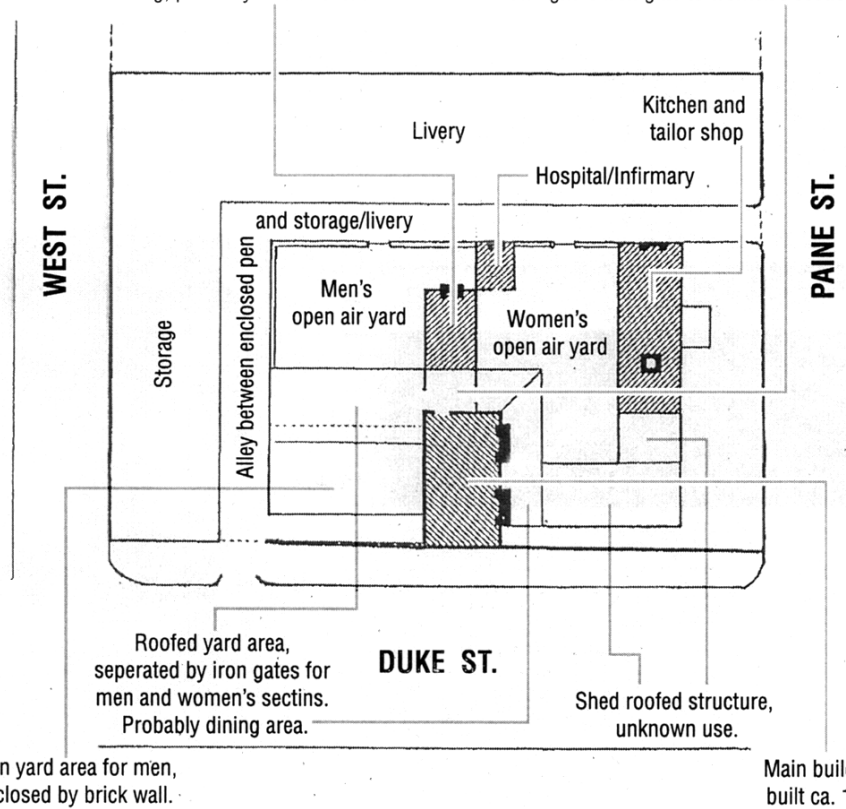 Kitchen and
tailor shop
Livery
Hospital/Infirmary
WEST ST.
PAINE ST.
and storage/livery
Alley between enclosed pen
Storage
Men's
open air yard
Women's
open air yard
Roofed yard area,
seperated by iron gates for
men and women's sectins.
Probably dining area.
DUKE ST.
Shed roofed structure,
unknown use.
n yard area for men,
closed by brick wall.
Main buil
built ca.